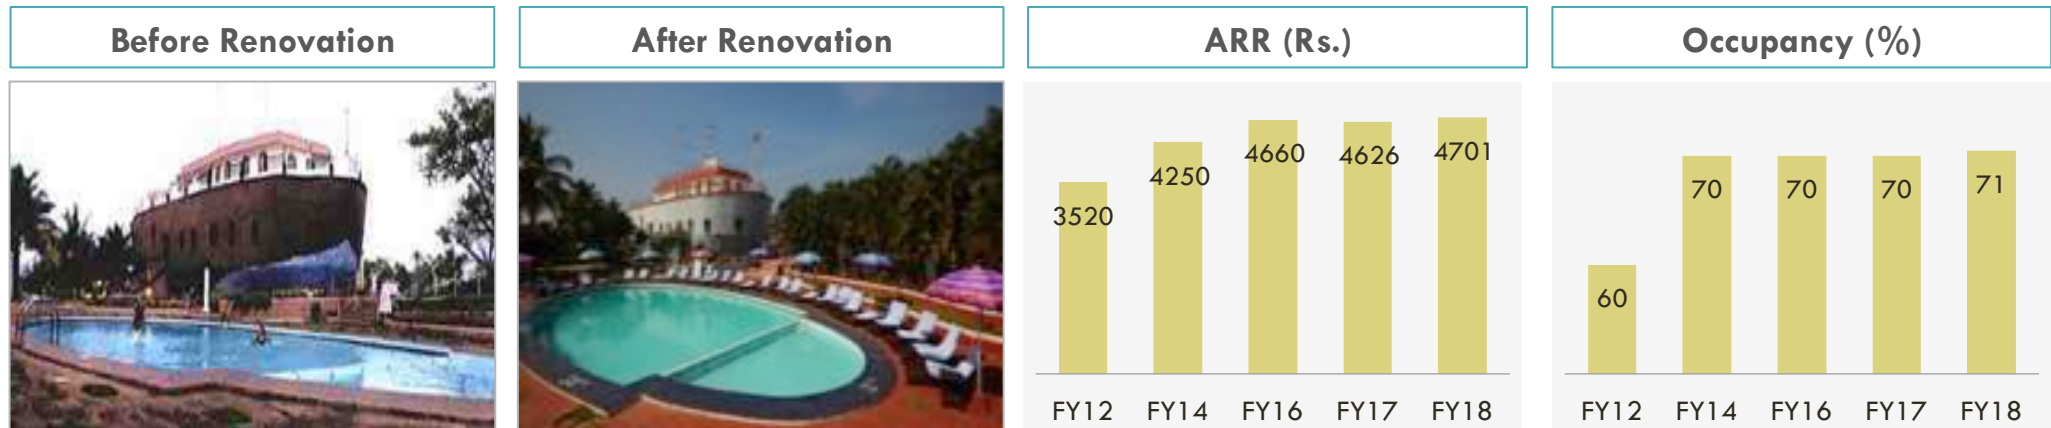 Before Renovation
After Renovation
ARR (Rs.)
Occupancy (%)
3520
4250
4660
4626
4701
FY12 FY14 FY16 FY17 FY18
60
70
70
70
71
FY12 FY14 FY16 FY17 FY18